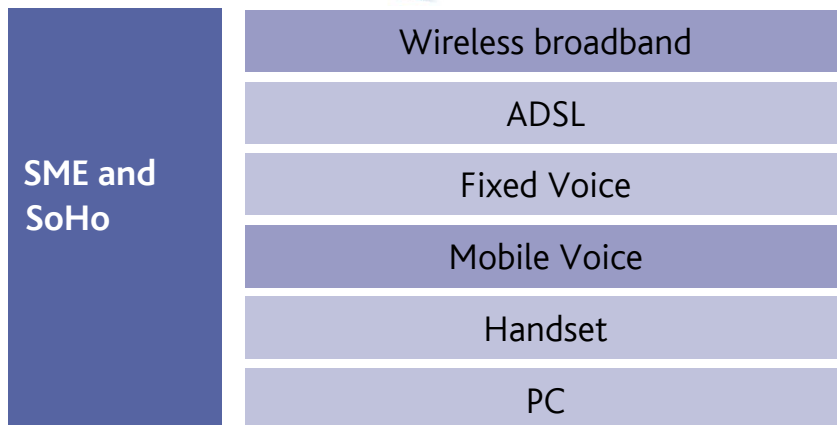 SME and
SoHo
Wireless broadband
ADSL
Fixed Voice
Mobile Voice
Handset
PC